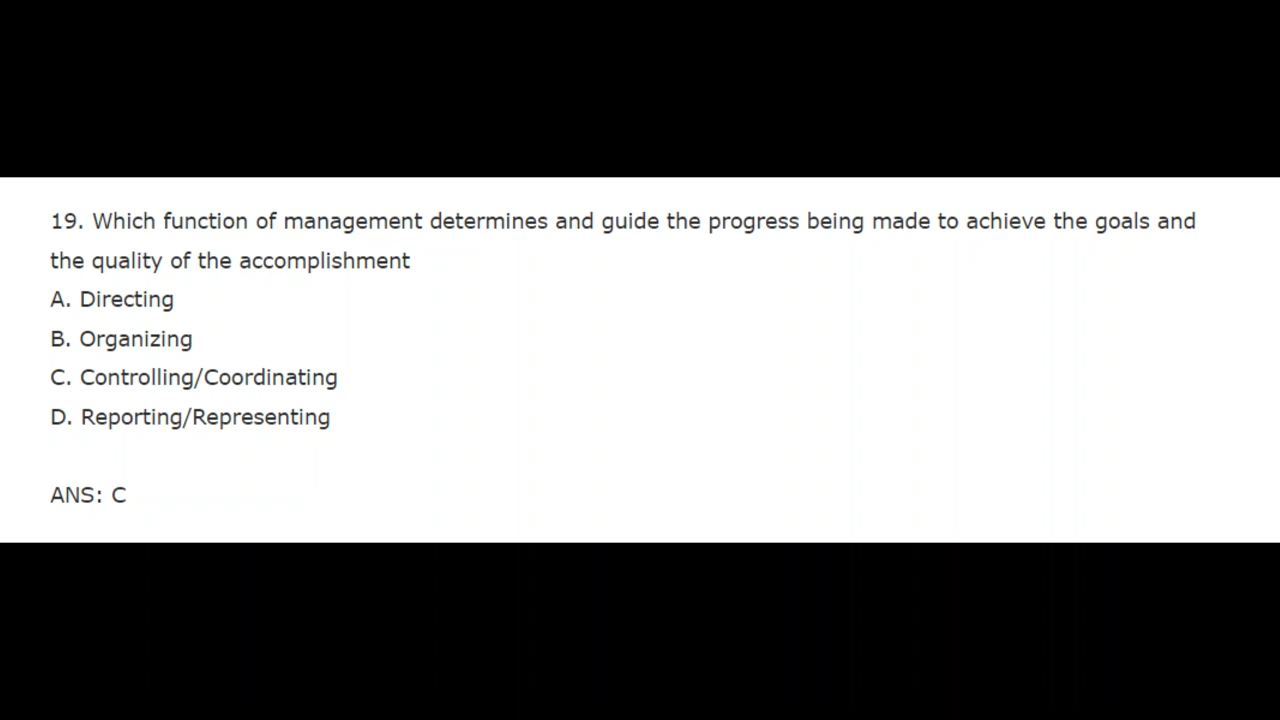 19. Which function of management determines and guide the progress being made to achieve the goals and
the quality of the accomplishment
A. Directing
B. Organizing
C. Controlling/Coordinating
D. Reporting/Representing
ANS: C